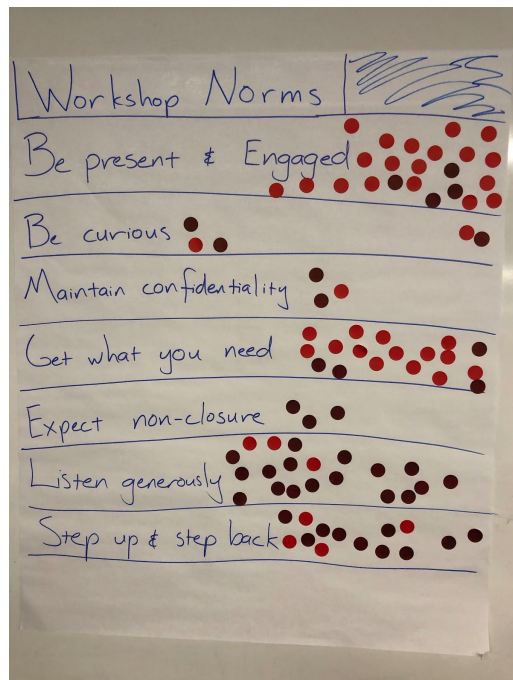 Workshop Norms
Be present & Engaged
Be curious
Maintain confidentiality
Get what you need
Expect non-closure
Listen generously
Step up & step back